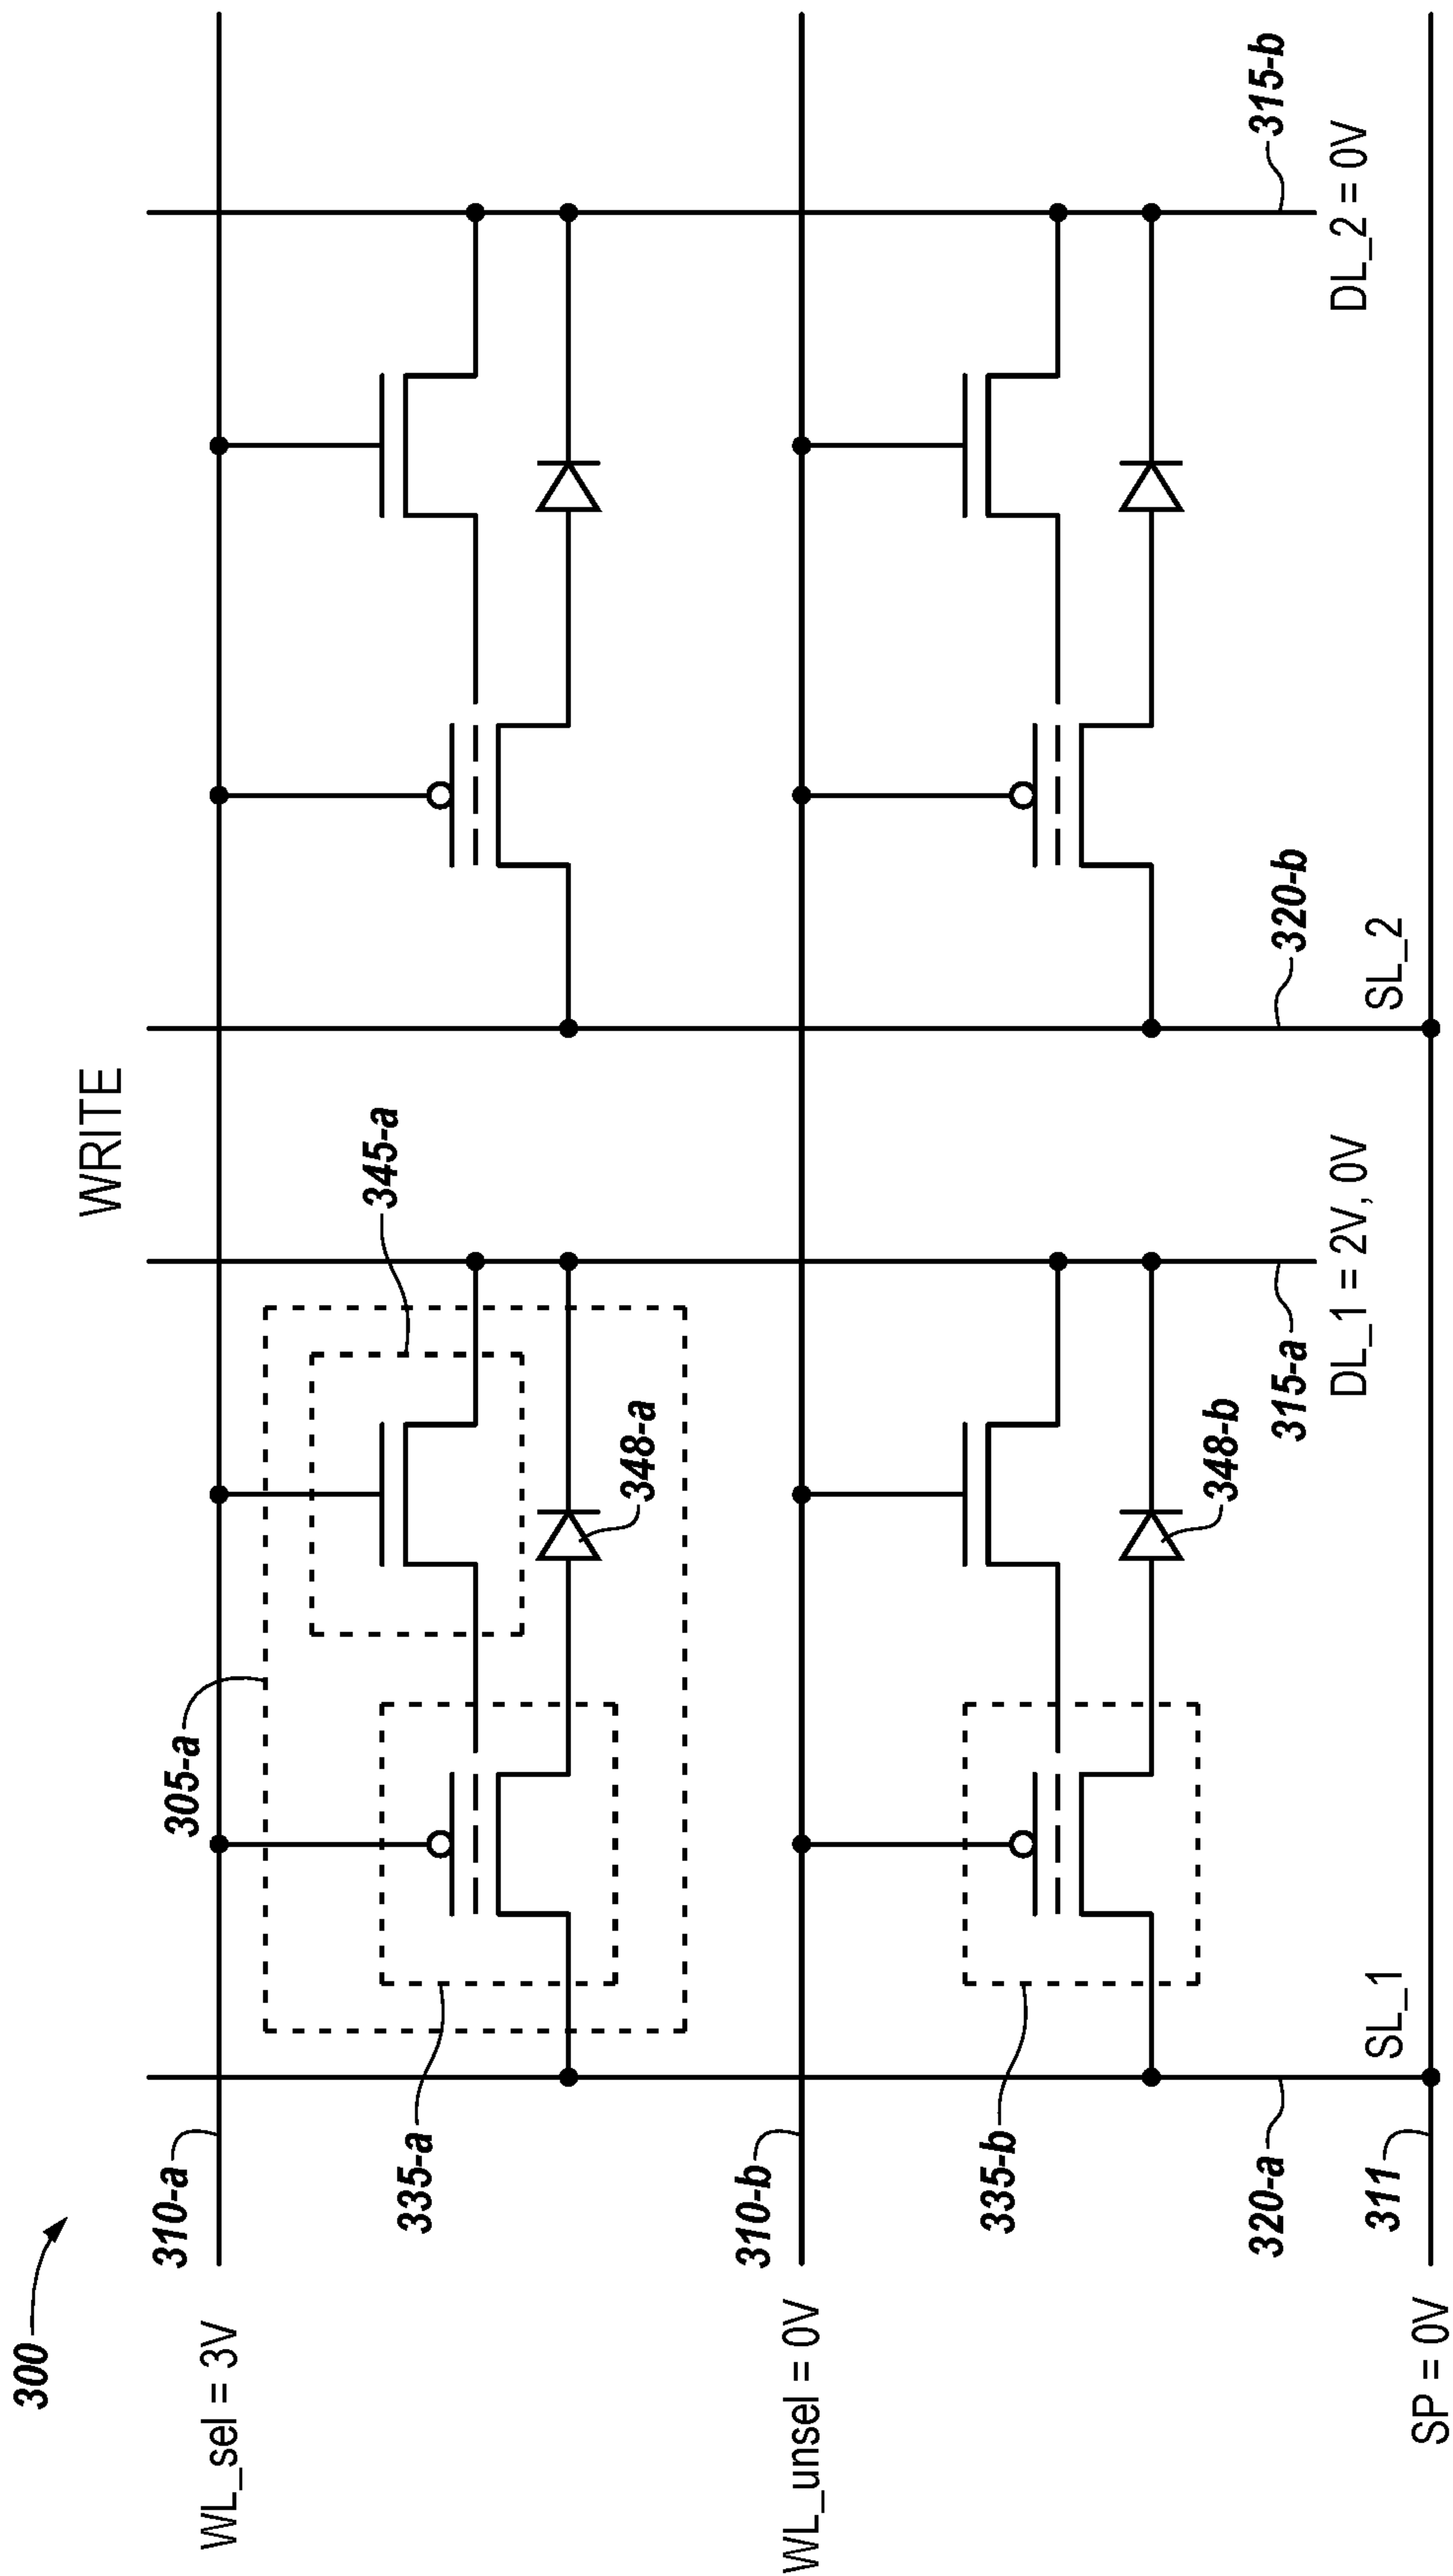 300
WRITE
WL_sel = 3V
310-a
305-a
345-a
335-a
348-a
WL_unsel = 0V
310-b
335-b
348-b
320-a
315-a
320-b
315-b
SL_1
DL_1 = 2V, 0V
SL_2
DL_2 = 0V
311
SP = 0V